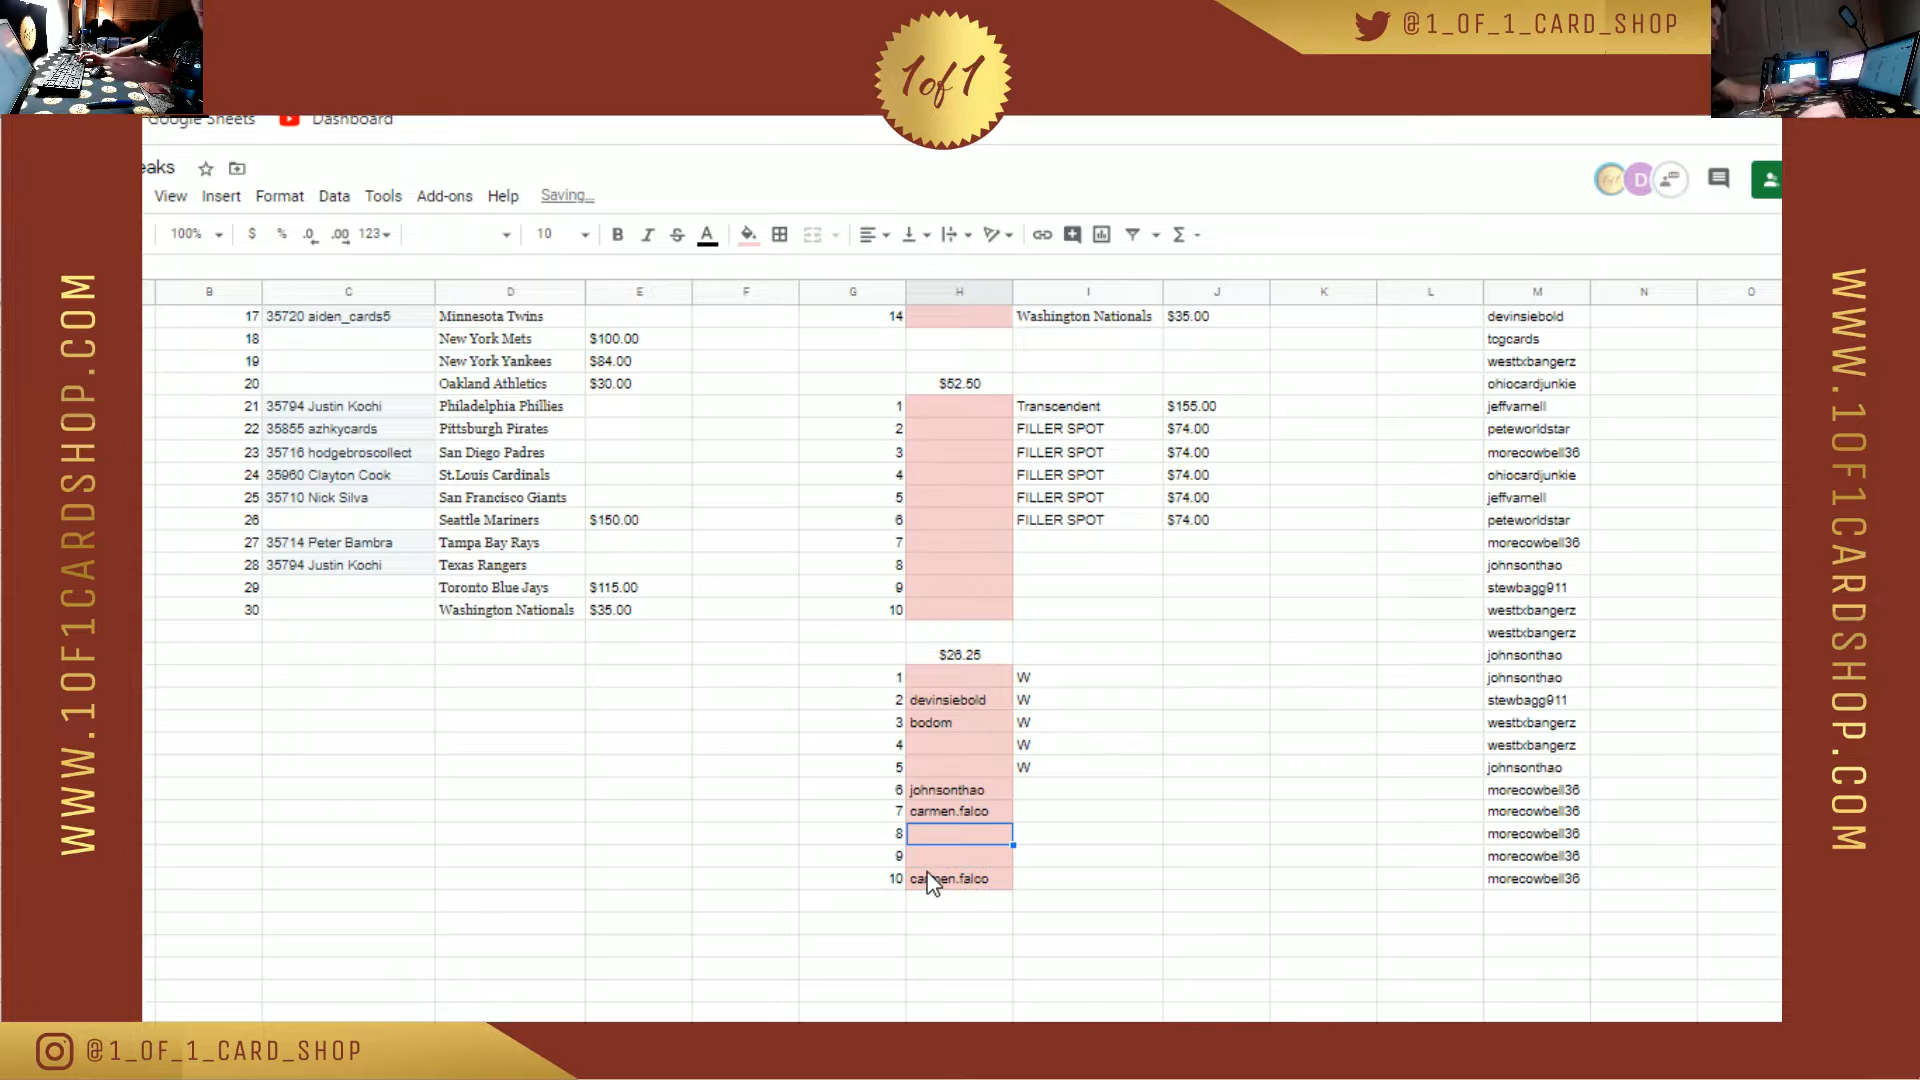 @1_OF_1_CARD_SHOP
1of1
Google Sheets Dashboard
eaks
View Insert Format Data Tools Add-ons Help Saving...
D
100% $ % .0 .00 123 10 B I S A Σ
B C D E F G H I J K L M N O
17 35720 aiden_cards5 Minnesota Twins 14 Washington Nationals $35.00 devinsiebold
18 New York Mets $100.00 tcgcards
19 New York Yankees $84.00 westtxbangerz
20 Oakland Athletics $30.00 $52.50 ohiocardjunkie
21 35794 Justin Kochi Philadelphia Phillies 1 Transcendent $155.00 jeffvarnell
22 35855 azhkycards Pittsburgh Pirates 2 FILLER SPOT $74.00 peteworldstar
23 35716 hodgebroscollect San Diego Padres 3 FILLER SPOT $74.00 morecowbell36
24 35960 Clayton Cook St.Louis Cardinals 4 FILLER SPOT $74.00 ohiocardjunkie
25 35710 Nick Silva San Francisco Giants 5 FILLER SPOT $74.00 jeffvarnell
26 Seattle Mariners $150.00 6 FILLER SPOT $74.00 peteworldstar
27 35714 Peter Bambra Tampa Bay Rays 7 morecowbell36
28 35794 Justin Kochi Texas Rangers 8 johnsonthao
29 Toronto Blue Jays $115.00 9 stewbagg911
30 Washington Nationals $35.00 10 westtxbangerz
westtxbangerz
$26.25 johnsonthao
1 W johnsonthao
2 devinsiebold W stewbagg911
3 bodom W westtxbangerz
4 W westtxbangerz
5 W johnsonthao
6 johnsonthao morecowbell36
7 carmen.falco morecowbell36
8 morecowbell36
9 morecowbell36
10 carmen.falco morecowbell36
WWW.1OF1CARDSHOP.COM
WWW.1OF1CARDSHOP.COM
@1_OF_1_CARD_SHOP